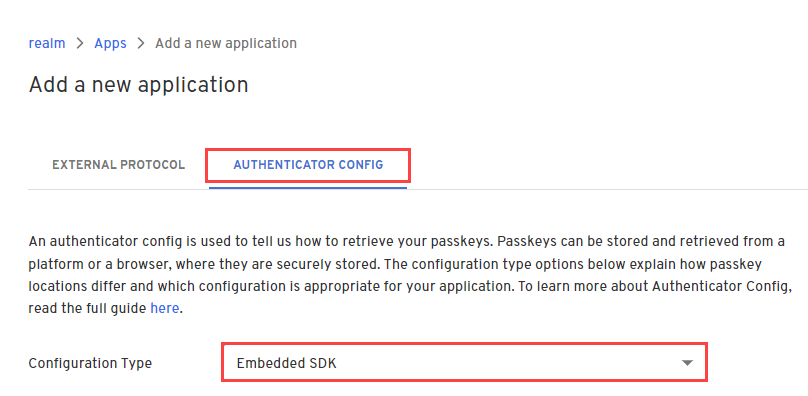 realm > Apps > Add a new application
Add a new application
EXTERNAL PROTOCOL AUTHENTICATOR CONFIG
An authenticator config is used to tell us how to retrieve your passkeys. Passkeys can be stored and retrieved from a
platform or a browser, where they are securely stored. The configuration type options below explain how passkey
locations differ and which configuration is appropriate for your application. To learn more about Authenticator Config,
read the full guide here.
Configuration Type Embedded SDK